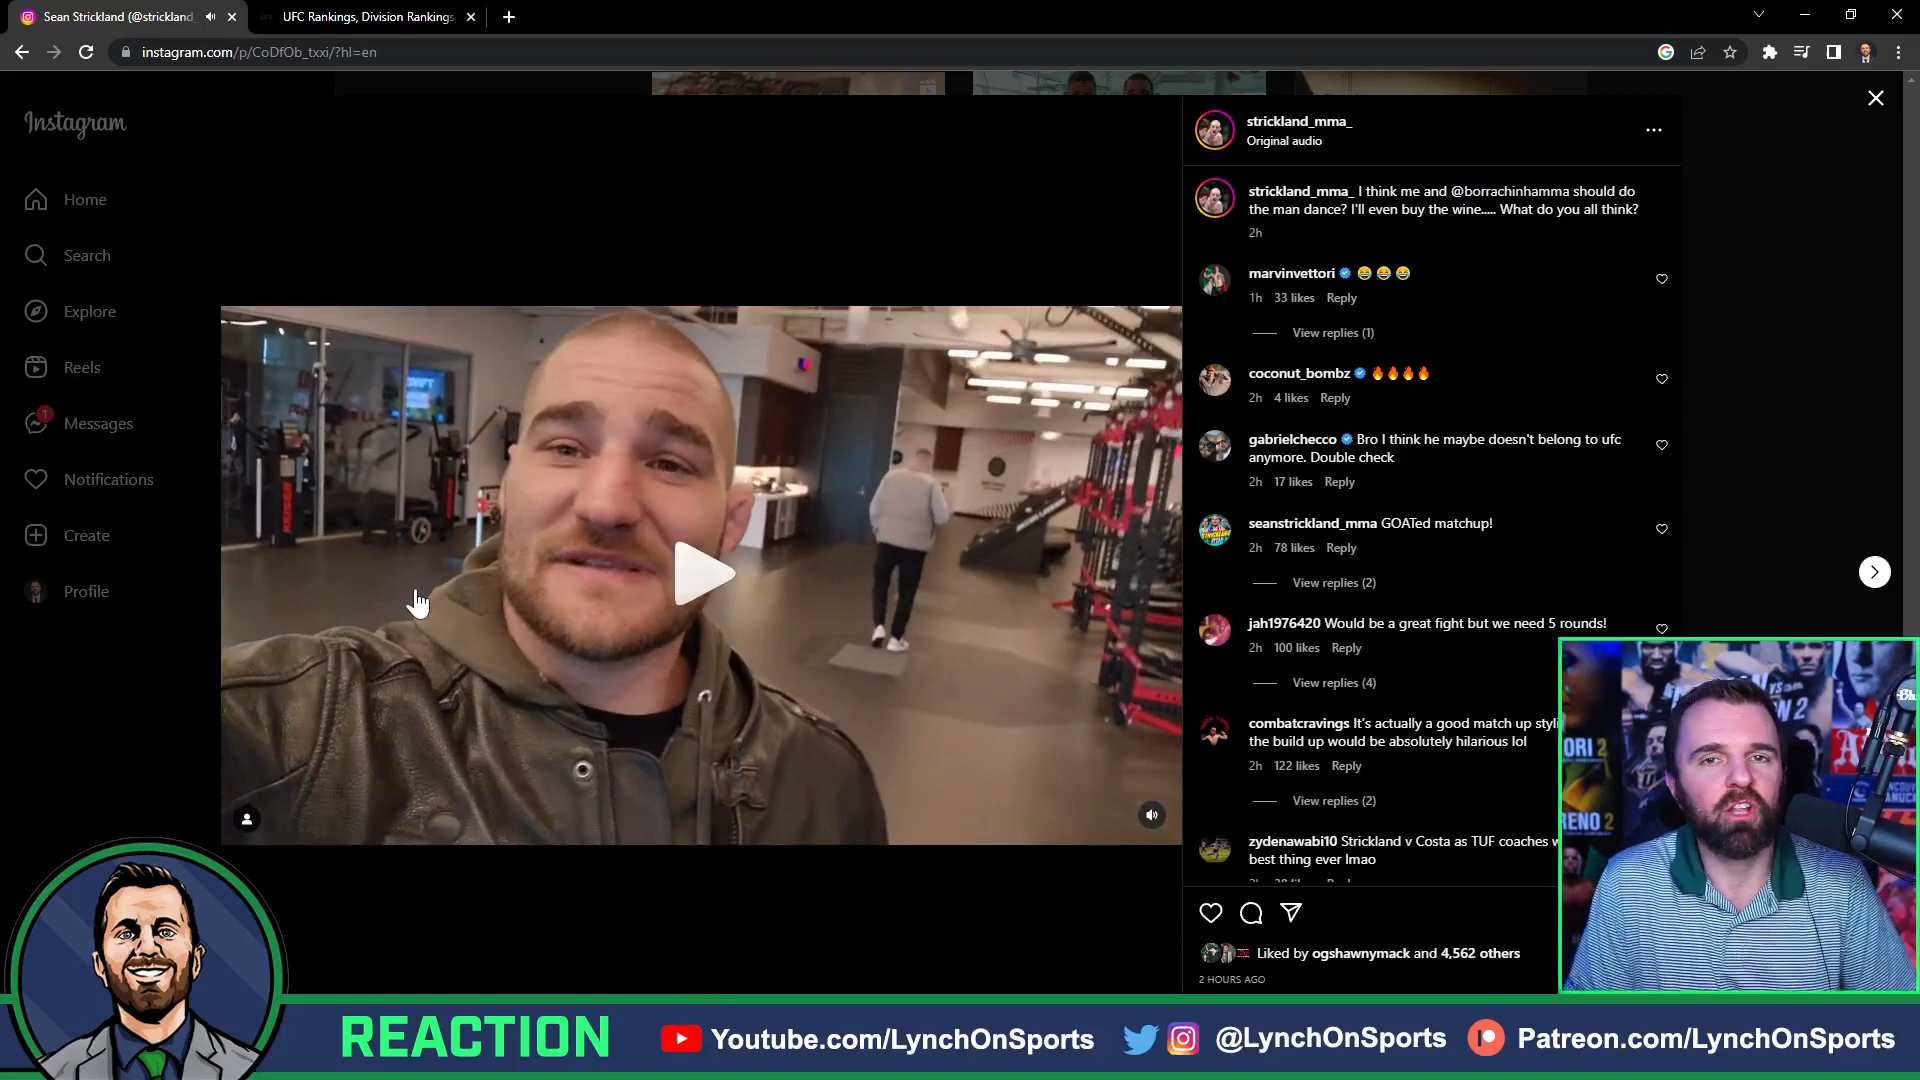 Sean Strickland (@strickland_
UFC Rankings, Division Rankings,
instagram.com/p/CoDfOb_txxi/?hl=en
Instagram
Home
Search
Explore
Reels
1
Messages
Notifications
Create
Profile
strickland_mma_
Original audio
strickland_mma_ I think me and @borrachinhamma should do
the man dance? I'll even buy the wine..... What do you all think?
2h
marvinvettori 😂😂😂
1h 33 likes Reply
View replies (1)
coconut_bombz 🔥🔥🔥🔥
2h 4 likes Reply
gabrielchecco Bro I think he maybe doesn't belong to ufc
anymore. Double check
2h 17 likes Reply
seanstrickland_mma GOATed matchup!
2h 78 likes Reply
View replies (2)
jah1976420 Would be a great fight but we need 5 rounds!
2h 100 likes Reply
View replies (4)
combatcravings It's actually a good match up styli
the build up would be absolutely hilarious lol
2h 122 likes Reply
View replies (2)
zydenawabi10 Strickland v Costa as TUF coaches w
best thing ever lmao
Liked by ogshawnymack and 4,562 others
2 HOURS AGO
ORI 2
RENO 2
REACTION
Youtube.com/LynchOnSports
@LynchOnSports
Patreon.com/LynchOnSports